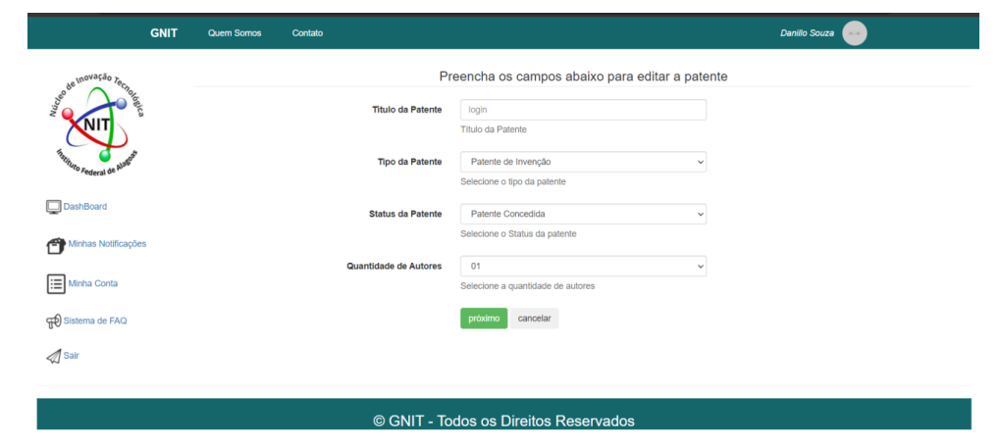 GNIT Quem Somos Contato Danillo Souza
Núcleo de Inovação Tecnológica
NIT
Instituto Federal de Alagoas
DashBoard
Minhas Notificações
Minha Conta
Sistema de FAQ
Sair
Preencha os campos abaixo para editar a patente
Título da Patente login
Título da Patente
Tipo da Patente Patente de Invenção
Selecione o tipo da patente
Status da Patente Patente Concedida
Selecione o Status da patente
Quantidade de Autores 01
Selecione a quantidade de autores
próximo cancelar
© GNIT - Todos os Direitos Reservados